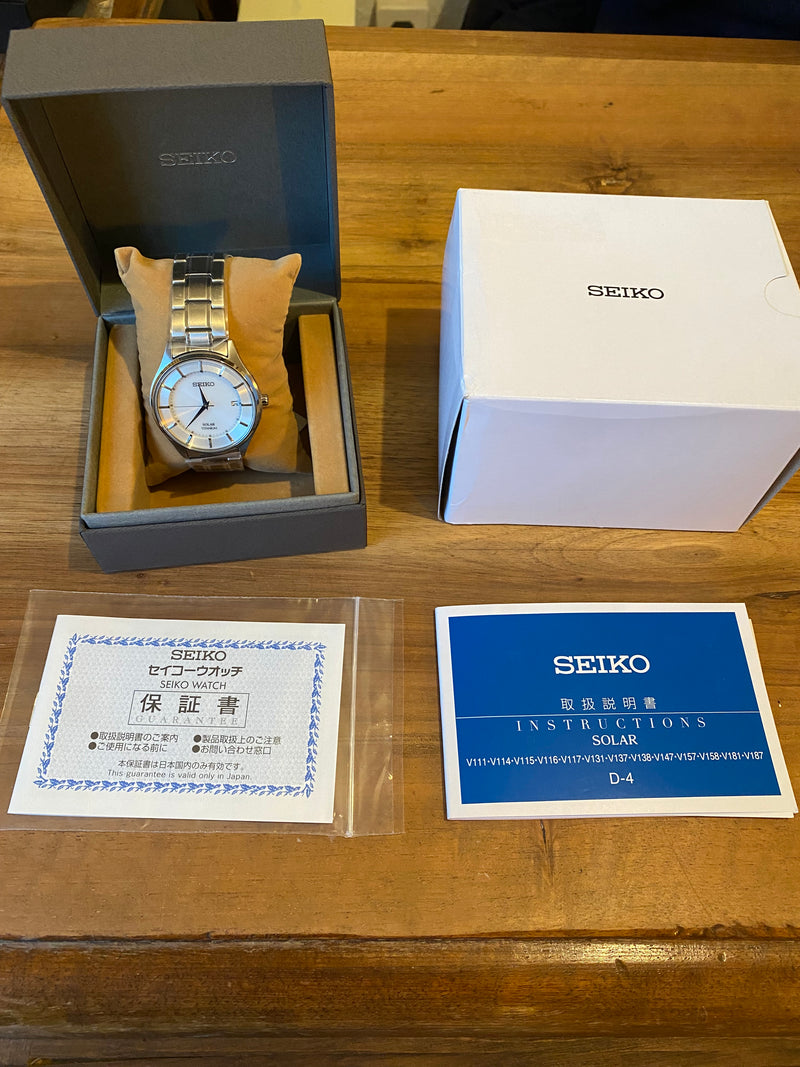 SEIKO
SEIKO
SOLAR
TITANIUM
SEIKO
SEIKO
セイコーウオッチ
SEIKO WATCH
保証書
GUARANTEE
●取扱説明書のご案内 ●製品取扱上のご注意
●ご使用になる前に ●お問い合わせ窓口
本保証書は日本国内のみ有効です。
This guarantee is valid only in Japan.
SEIKO
取扱説明書
INSTRUCTIONS
SOLAR
V111・V114・V115・V116・V117・V131・V137・V138・V147・V157・V158・V181・V187
D-4